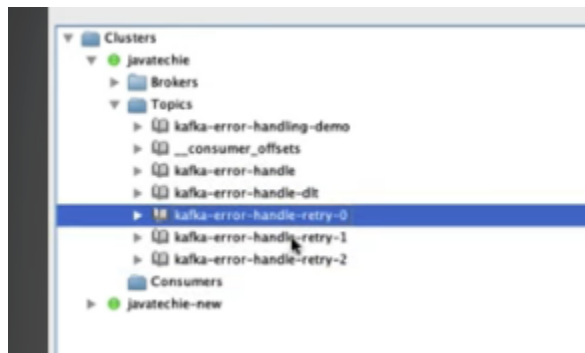 Clusters
javatechie
Brokers
Topics
kafka-error-handling-demo
__consumer_offsets
kafka-error-handle
kafka-error-handle-dlt
kafka-error-handle-retry-0
kafka-error-handle-retry-1
kafka-error-handle-retry-2
Consumers
javatechie-new